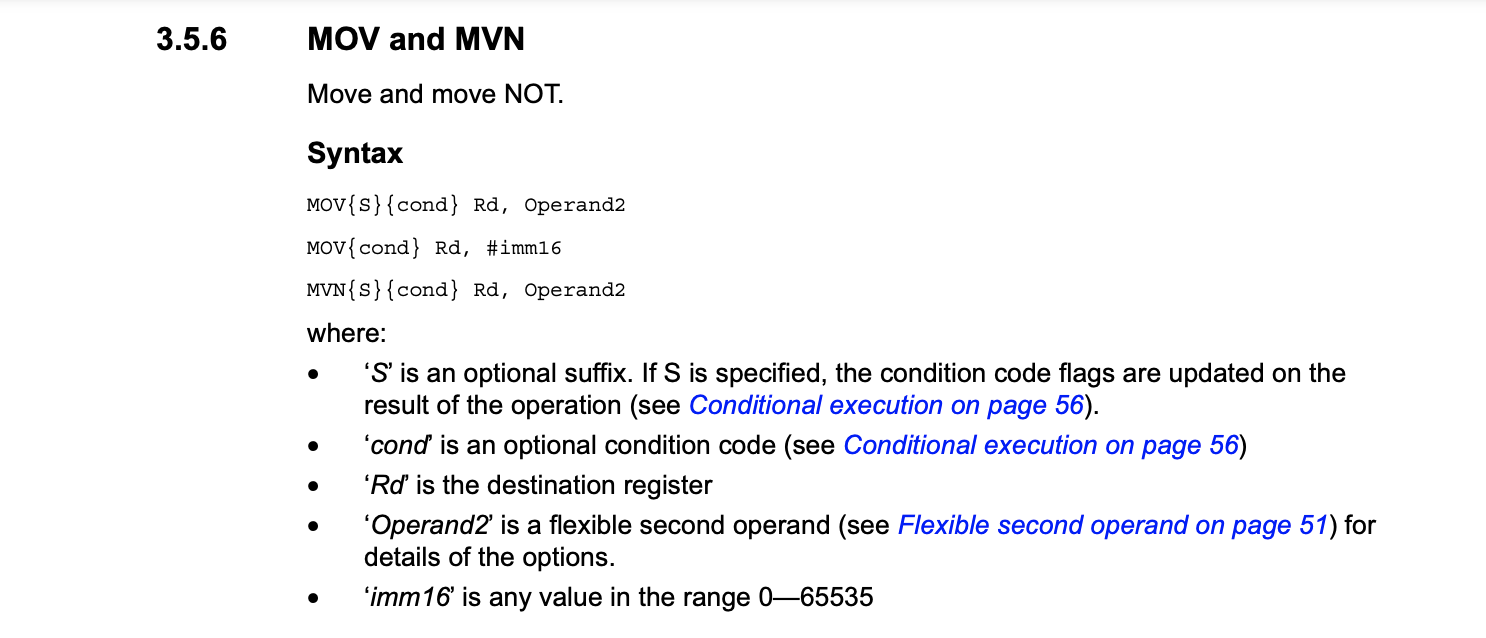 3.5.6 MOV and MVN
Move and move NOT.
Syntax
MOV{S}{cond} Rd, Operand2
MOV{cond} Rd, #imm16
MVN{S}{cond} Rd, Operand2
where:
• ‘S’ is an optional suffix. If S is specified, the condition code flags are updated on the
result of the operation (see Conditional execution on page 56).
• ‘cond’ is an optional condition code (see Conditional execution on page 56)
• ‘Rd’ is the destination register
• ‘Operand2’ is a flexible second operand (see Flexible second operand on page 51) for
details of the options.
• ‘imm16’ is any value in the range 0—65535